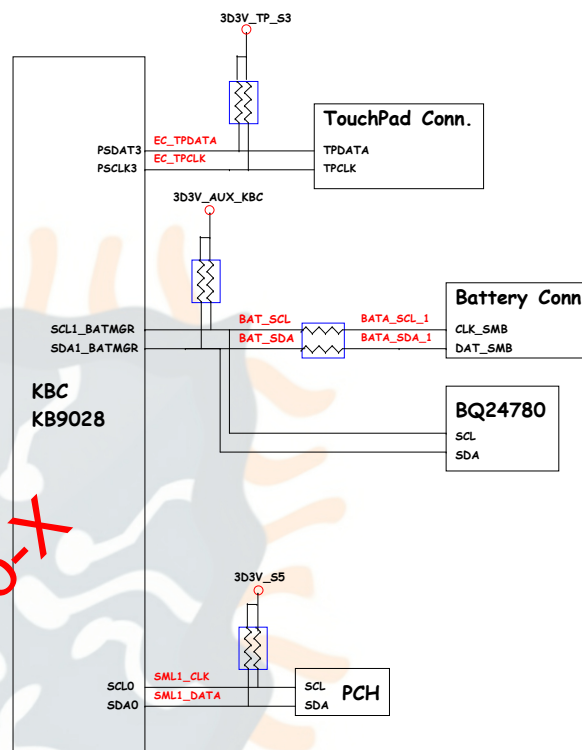 3D3V_TP_S3
TouchPad Conn.
EC_TPDATA
PSDAT3
TPDATA
EC_TPCLK
PSCLK3
TPCLK
3D3V_AUX_KBC
Battery Conn
BAT_SCL
BATA_SCL_1
SCL1_BATMGR
CLK_SMB
BAT_SDA
BATA_SDA_1
SDA1_BATMGR
DAT_SMB
KBC
KB9028
BQ24780
SCL
SDA
-X
3D3V_S5
SML1_CLK
SCL0
SCL
PCH
SML1_DATA
SDA0
SDA